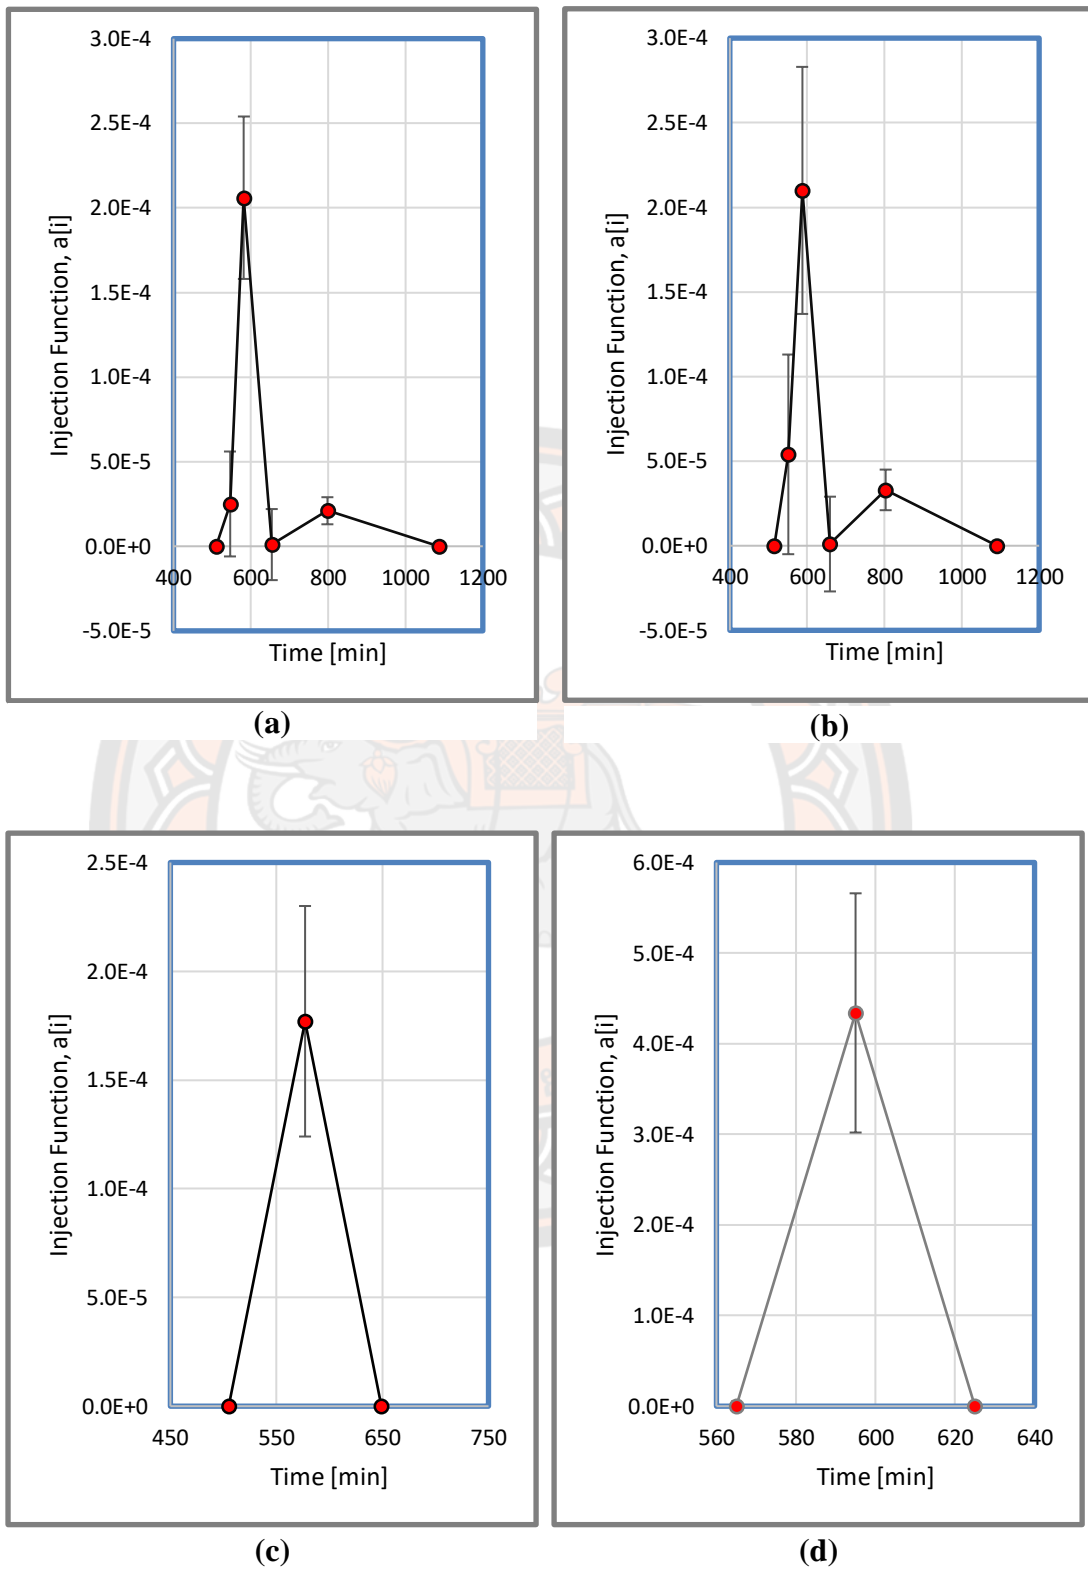 3.0E-4
2.5E-4
2.0E-4
1.5E-4
1.0E-4
5.0E-5
0.0E+0
-5.0E-5
400 600 800 1000 1200
Injection Function, a[i]
Time [min]
(a)
3.0E-4
2.5E-4
2.0E-4
1.5E-4
1.0E-4
5.0E-5
0.0E+0
-5.0E-5
400 600 800 1000 1200
Injection Function, a[i]
Time [min]
(b)
2.5E-4
2.0E-4
1.5E-4
1.0E-4
5.0E-5
0.0E+0
450 550 650 750
Injection Function, a[i]
Time [min]
(c)
6.0E-4
5.0E-4
4.0E-4
3.0E-4
2.0E-4
1.0E-4
0.0E+0
560 580 600 620 640
Injection Function, a[i]
Time [min]
(d)